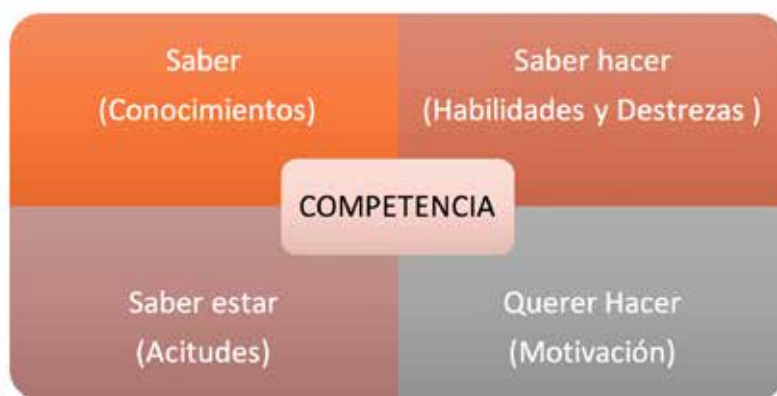 Saber
(Conocimientos)
Saber hacer
(Habilidades y Destrezas )
COMPETENCIA
Saber estar
(Acitudes)
Querer Hacer
(Motivación)